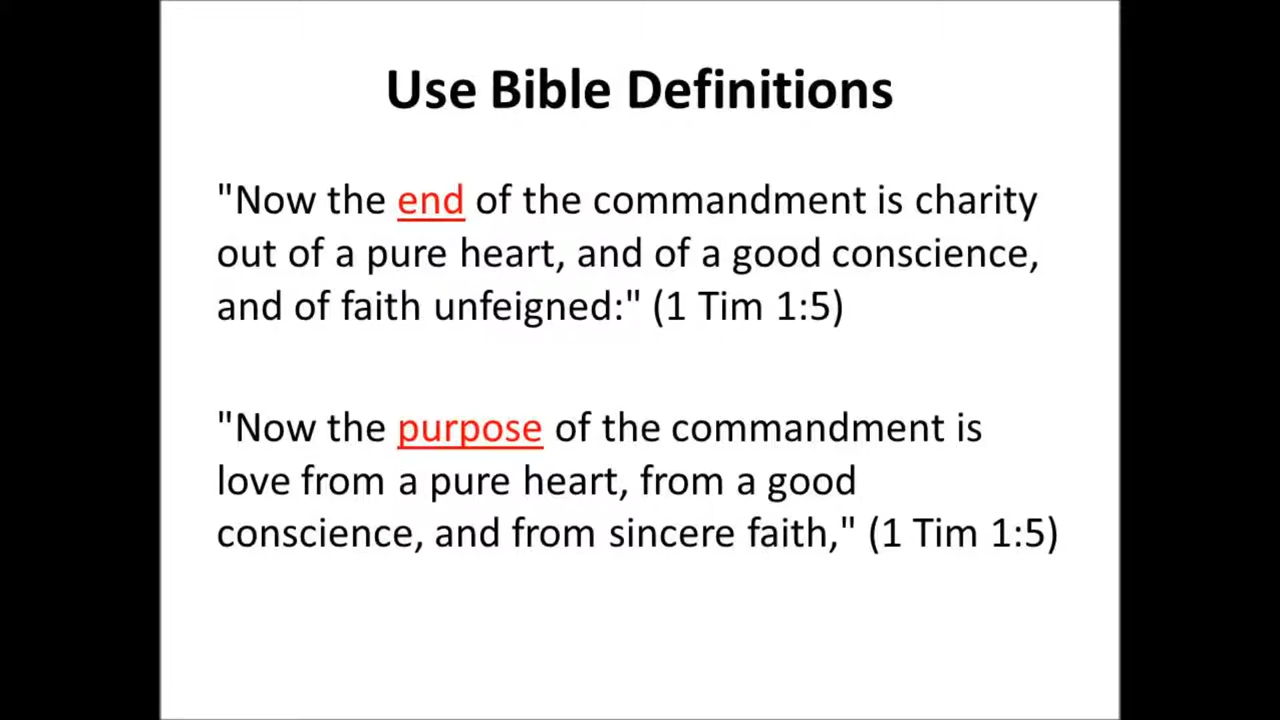 Use Bible Definitions
"Now the end of the commandment is charity
out of a pure heart, and of a good conscience,
and of faith unfeigned:" (1 Tim 1:5)
"Now the purpose of the commandment is
love from a pure heart, from a good
conscience, and from sincere faith," (1 Tim 1:5)